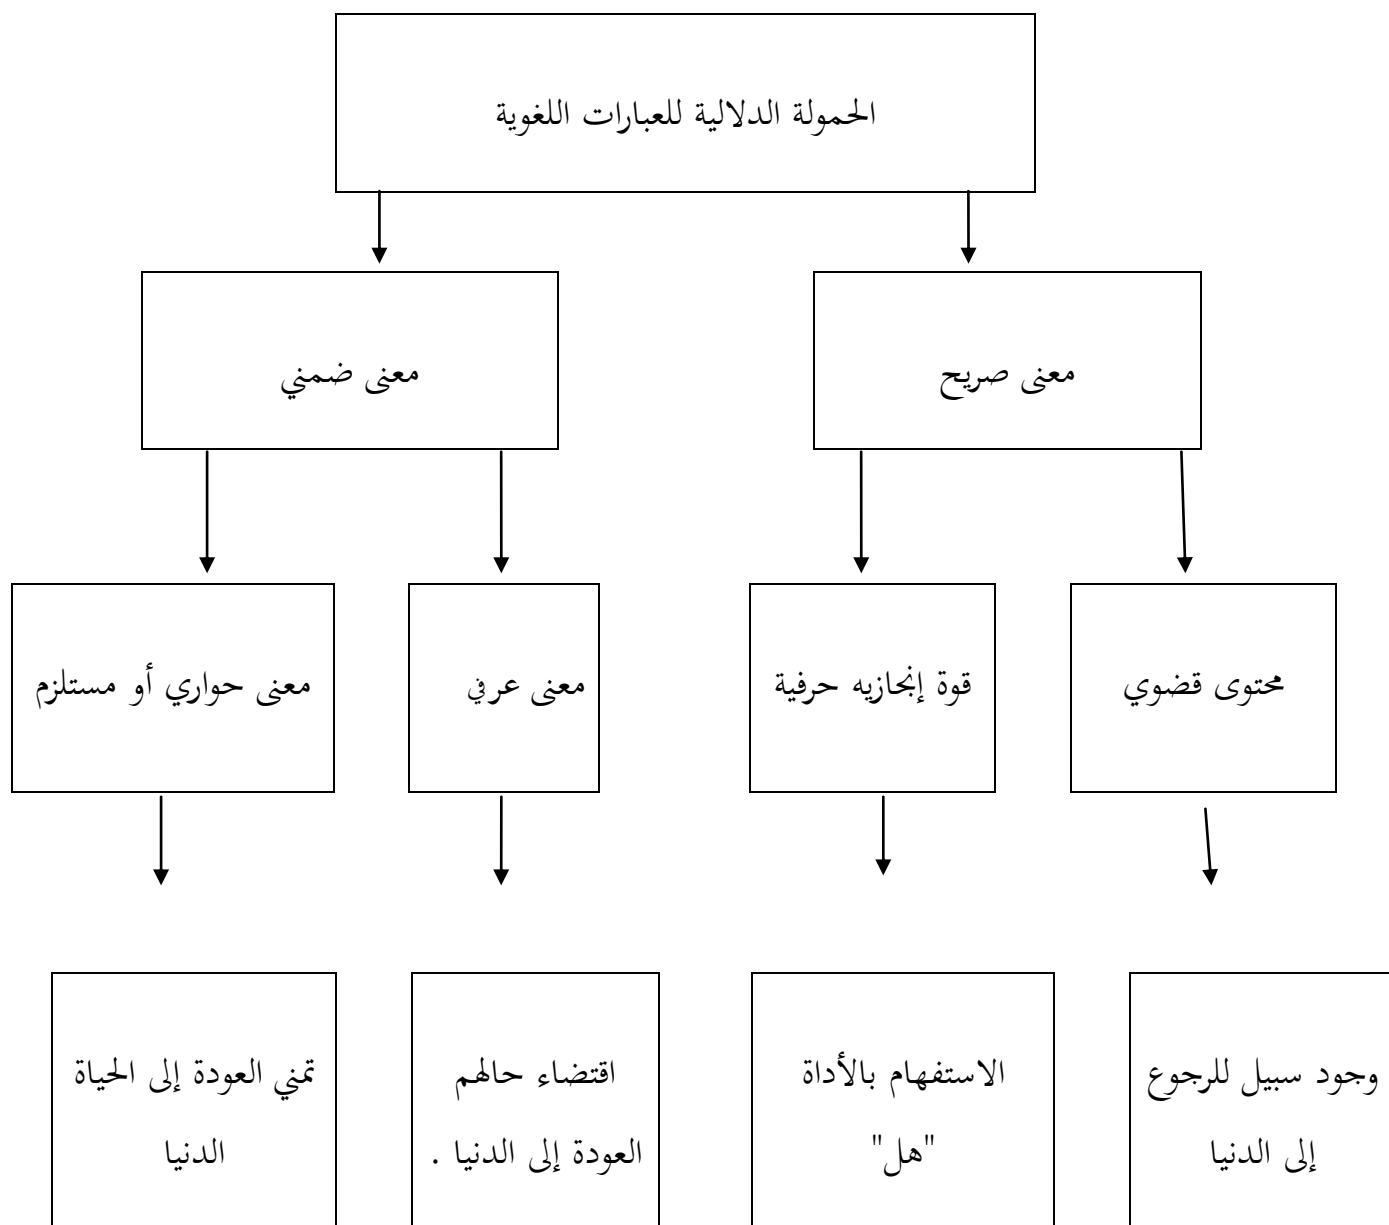 الحمولة الدلالية للعبارات اللغوية
معنى صريح
معنى ضمني
محتوى قضوي
قوة إنجازيه حرفية
معنى عرفي
معنى حواري أو مستلزم
وجود سبيل للرجوع
إلى الدنيا
الاستفهام بالأداة
"هل"
اقتضاء حالهم
العودة إلى الدنيا .
تمني العودة إلى الحياة
الدنيا